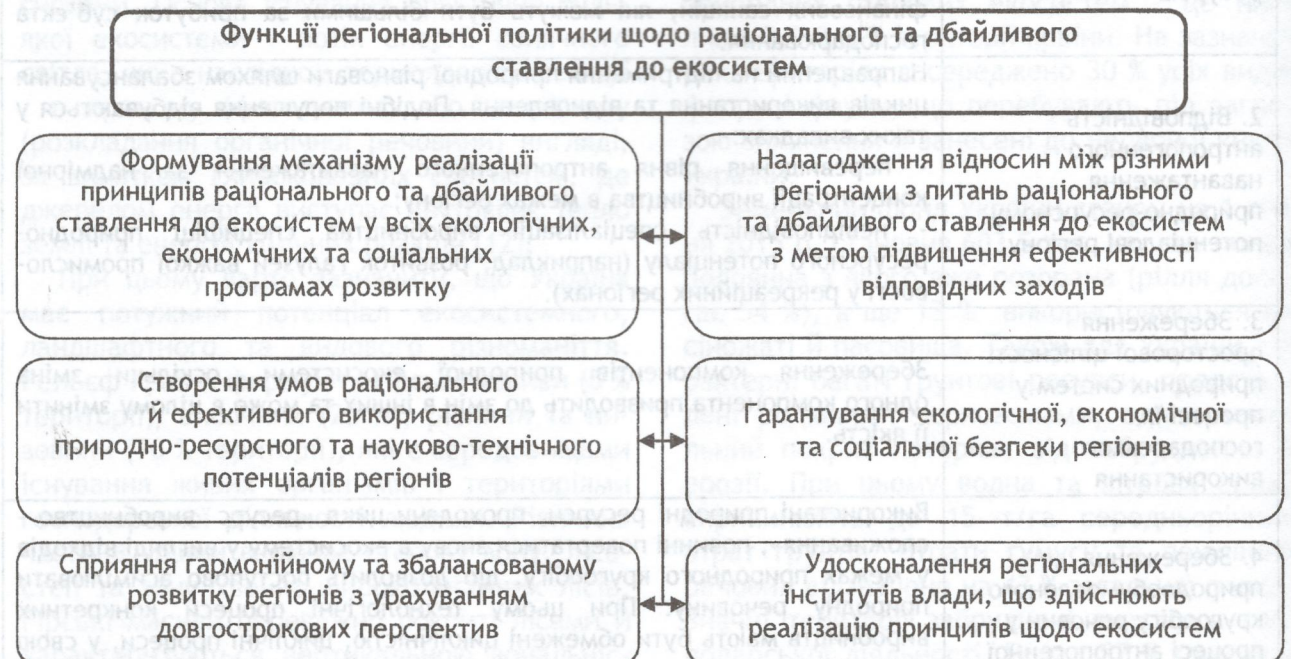 Функції регіональної політики щодо раціонального та дбайливого
ставлення до екосистем
Формування механізму реалізації
принципів раціонального та дбайливого
ставлення до екосистем у всіх екологічних,
економічних та соціальних
програмах розвитку
Налагодження відносин між різними
регіонами з питань раціонального
та дбайливого ставлення до екосистем
з метою підвищення ефективності
відповідних заходів
Створення умов раціонального
й ефективного використання
природно-ресурсного та науково-технічного
потенціалів регіонів
Гарантування екологічної, економічної
та соціальної безпеки регіонів
Сприяння гармонійному та збалансованому
розвитку регіонів з урахуванням
довгострокових перспектив
Удосконалення регіональних
інститутів влади, що здійснюють
реалізацію принципів щодо екосистем